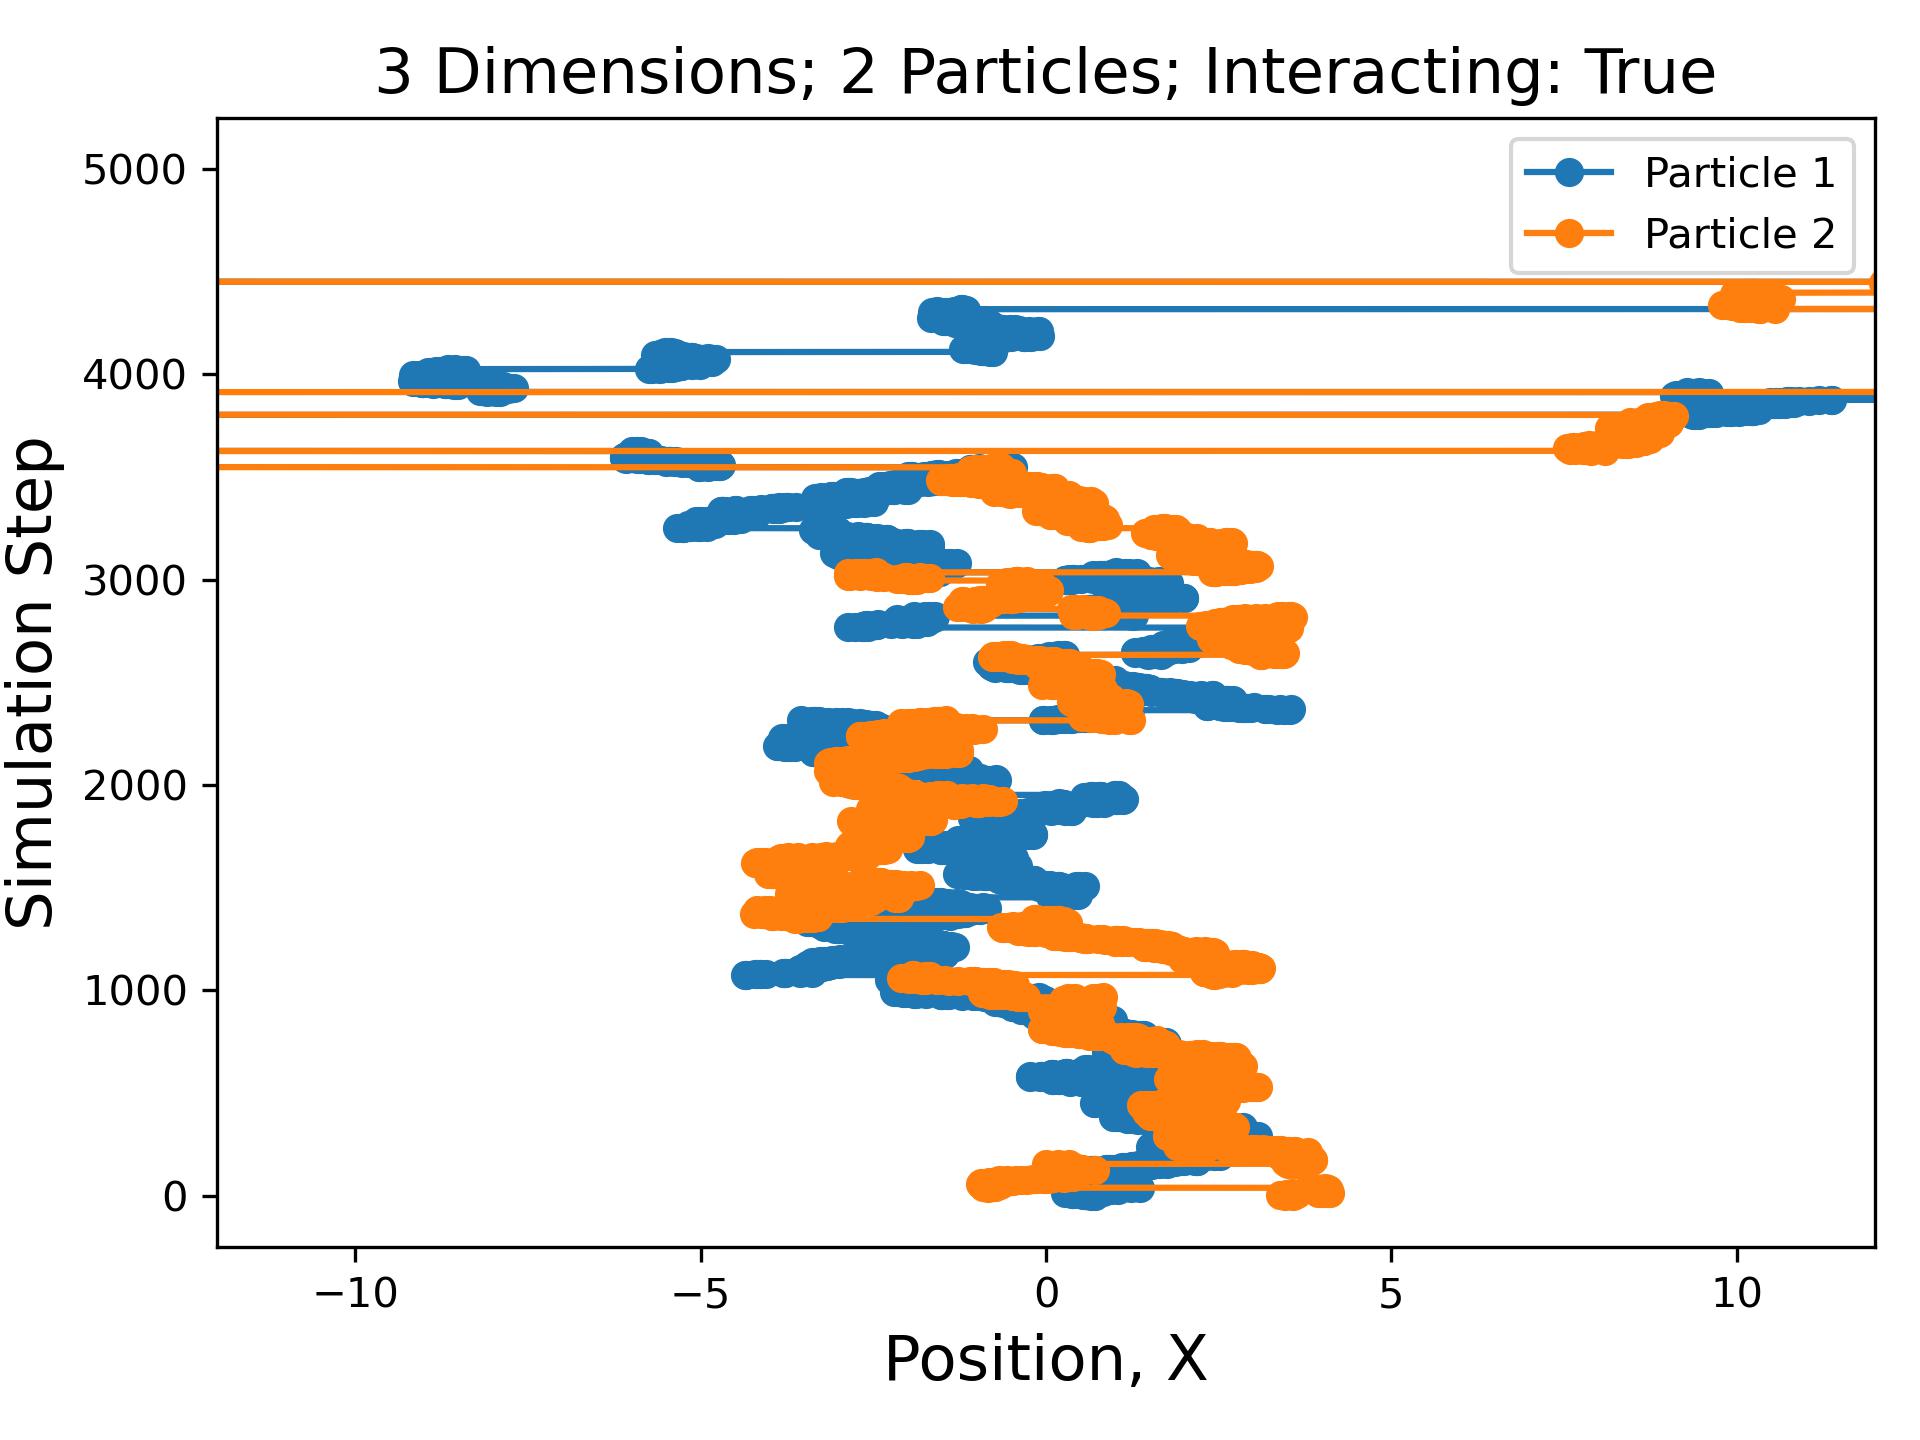 3 Dimensions; 2 Particles; Interacting: True
Particle 1
Particle 2
5000
4000
3000
2000
1000
0
Simulation Step
−10
−5
0
5
10
Position, X